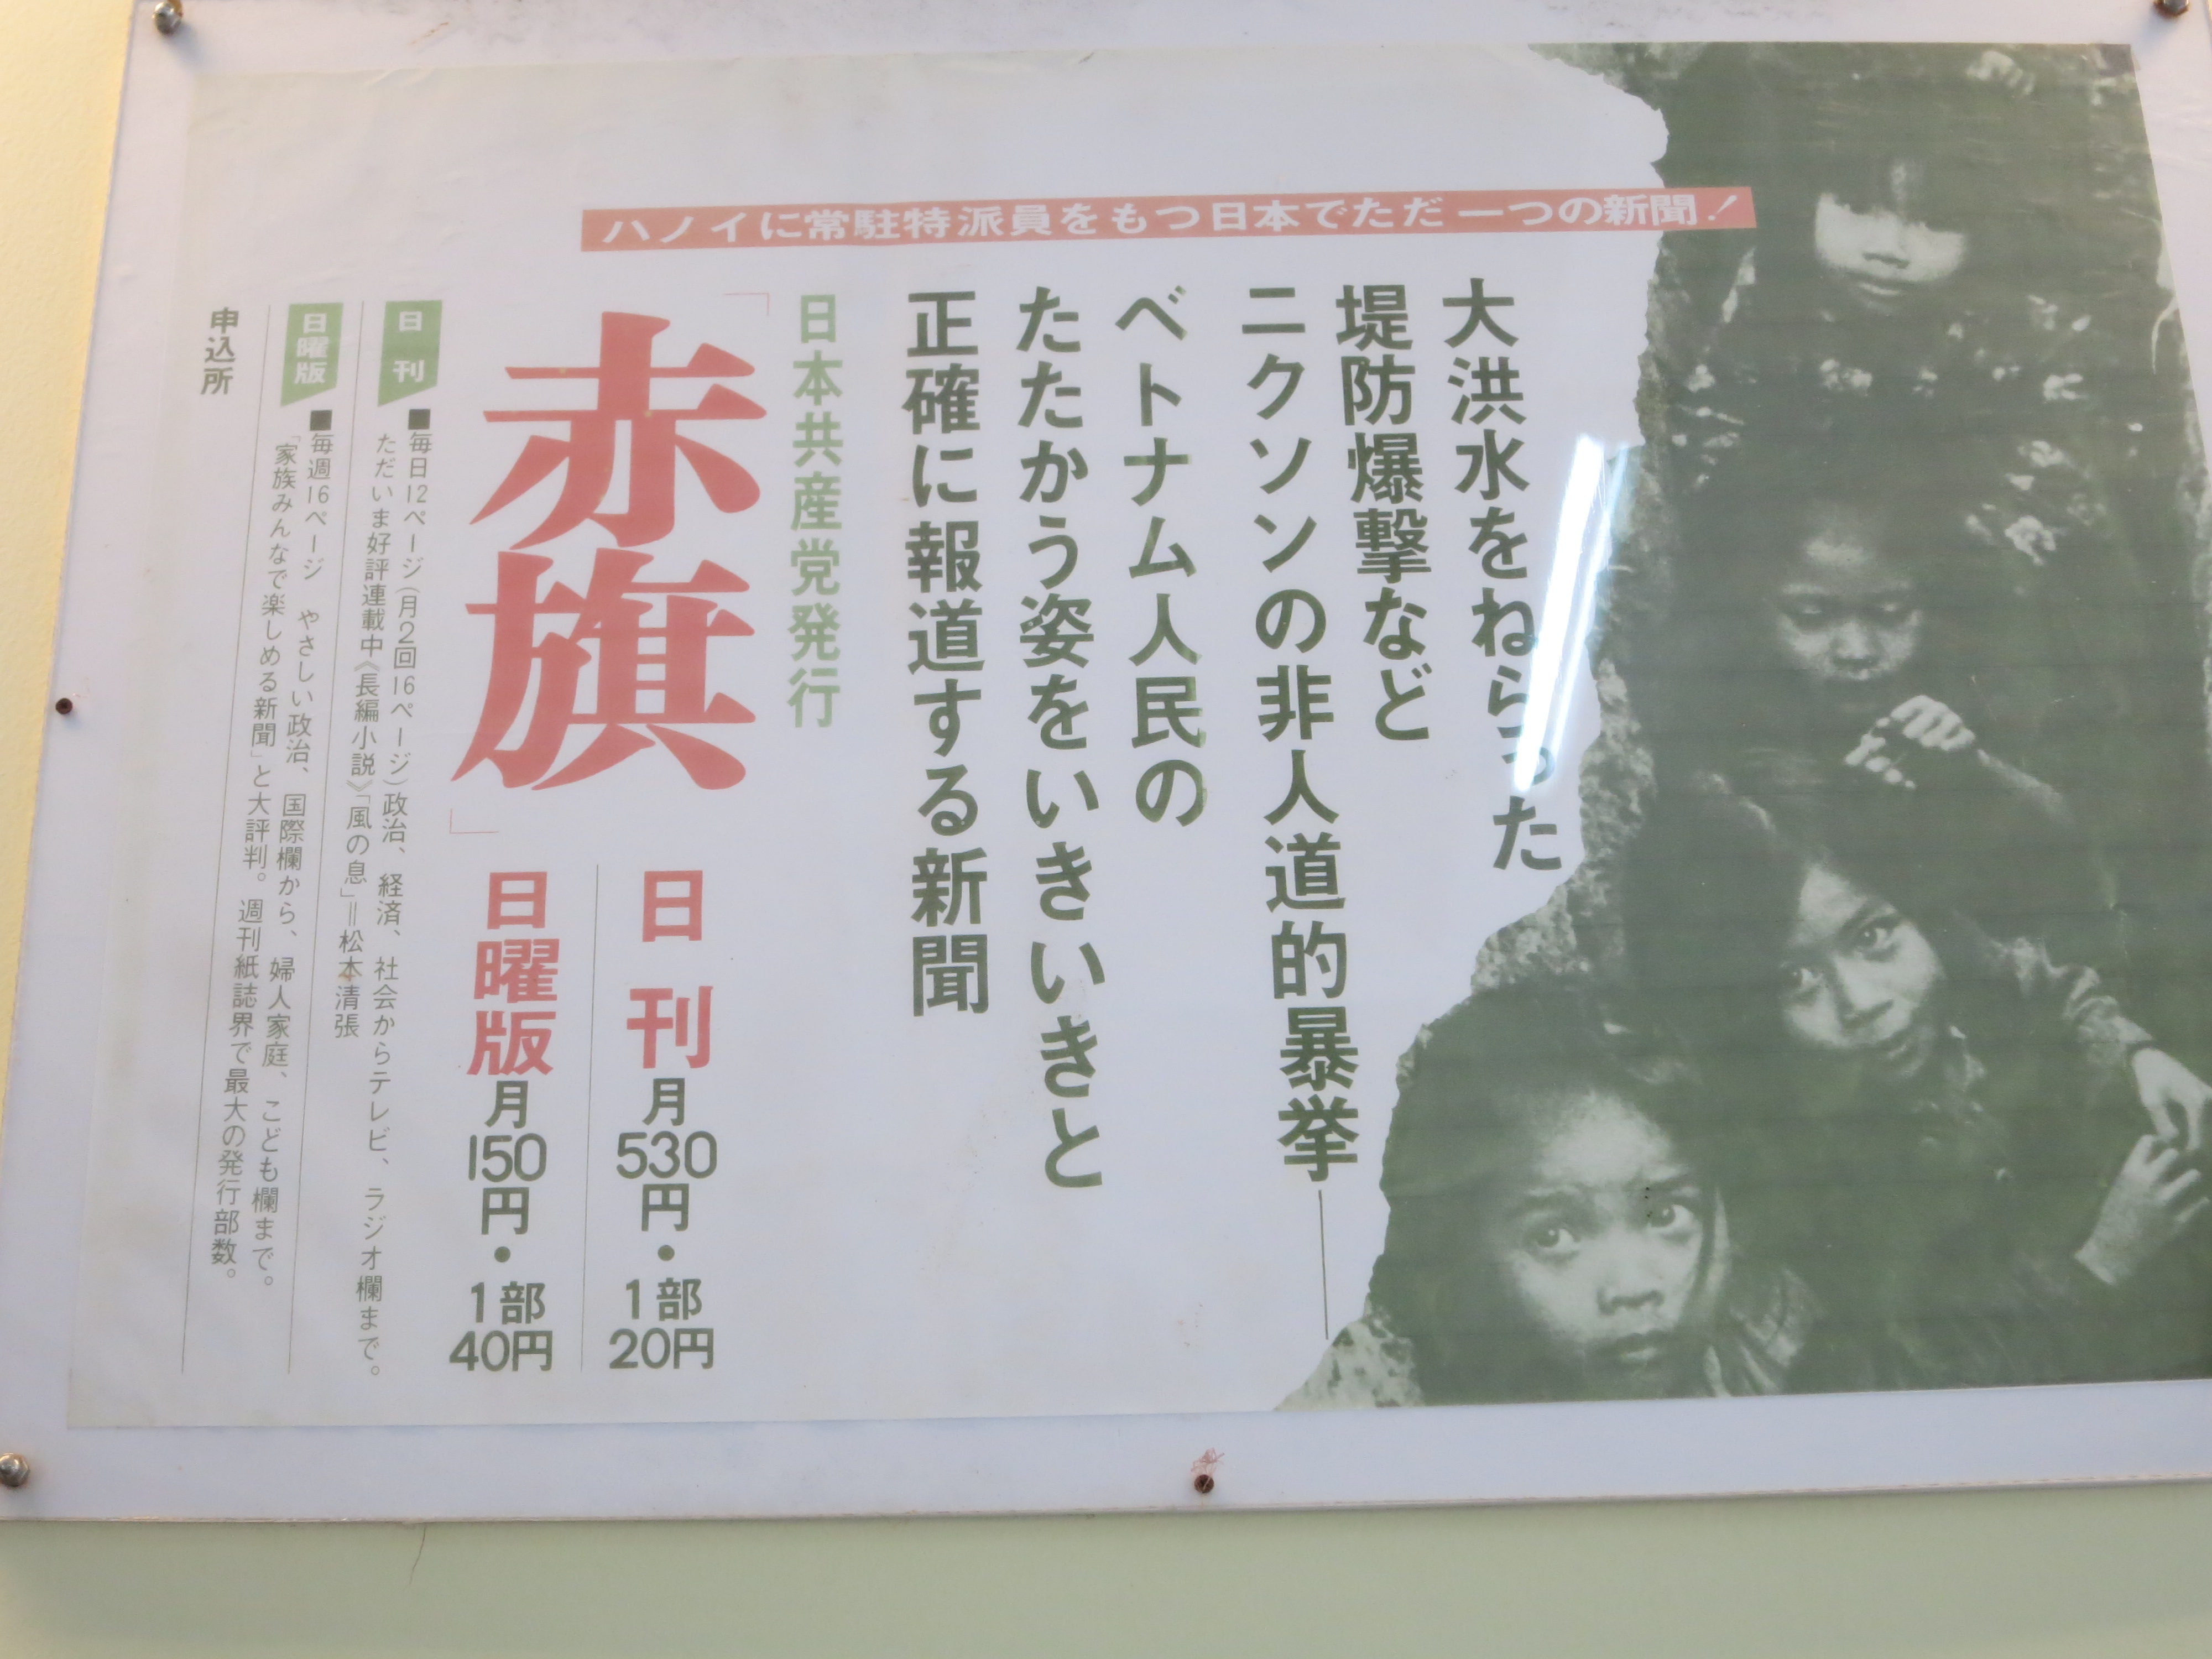 ハノイに常駐特派員をもつ日本でただ一つの新聞!
大洪水をねらった
堤防爆撃など
ニクソンの非人道的暴挙—
ベトナム人民の
たたかう姿をいきいきと
正確に報道する新聞
日本共産党発行
「赤旗」
日刊 月530円・1部20円
日曜版 月150円・1部40円
日刊
■毎日12ページ(月2回16ページ)政治、経済、社会からテレビ、ラジオ欄まで。
ただいま好評連載中《長編小説》「風の息」=松本清張
日曜版
■毎週16ページ やさしい政治、国際欄から、婦人家庭、こども欄まで。
「家族みんなで楽しめる新聞」と大評判。週刊紙誌界で最大の発行部数。
申込所